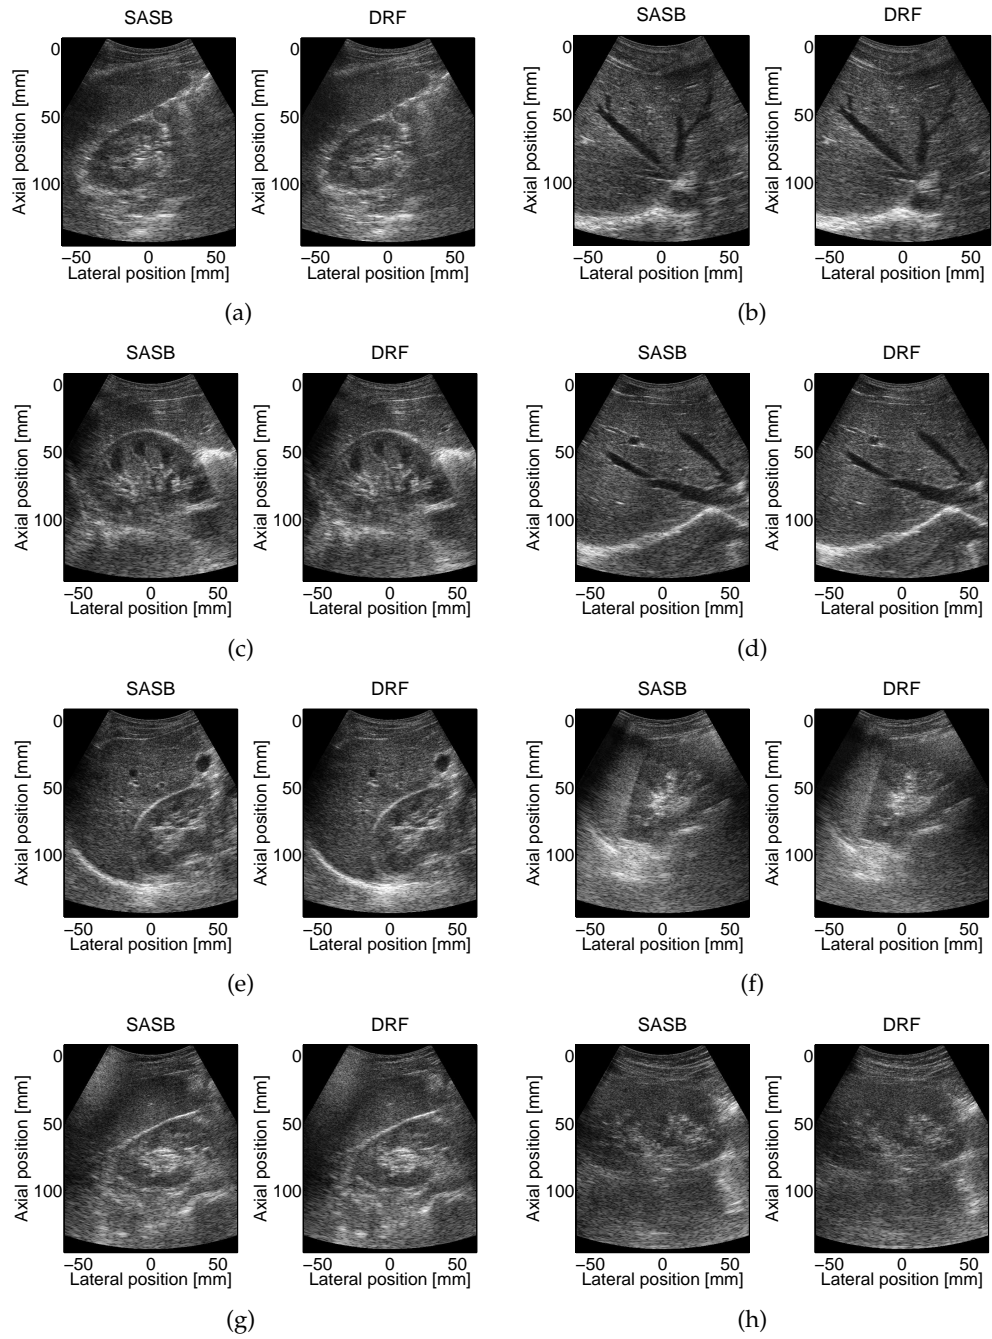 SASB DRF SASB DRF
0 0 0 0
50 50 50 50
100 100 100 100
Axial position [mm] Axial position [mm] Axial position [mm] Axial position [mm]
−50 0 50 −50 0 50 −50 0 50 −50 0 50
Lateral position [mm] Lateral position [mm] Lateral position [mm] Lateral position [mm]
(a) (b)
SASB DRF SASB DRF
0 0 0 0
50 50 50 50
100 100 100 100
Axial position [mm] Axial position [mm] Axial position [mm] Axial position [mm]
−50 0 50 −50 0 50 −50 0 50 −50 0 50
Lateral position [mm] Lateral position [mm] Lateral position [mm] Lateral position [mm]
(c) (d)
SASB DRF SASB DRF
0 0 0 0
50 50 50 50
100 100 100 100
Axial position [mm] Axial position [mm] Axial position [mm] Axial position [mm]
−50 0 50 −50 0 50 −50 0 50 −50 0 50
Lateral position [mm] Lateral position [mm] Lateral position [mm] Lateral position [mm]
(e) (f)
SASB DRF SASB DRF
0 0 0 0
50 50 50 50
100 100 100 100
Axial position [mm] Axial position [mm] Axial position [mm] Axial position [mm]
−50 0 50 −50 0 50 −50 0 50 −50 0 50
Lateral position [mm] Lateral position [mm] Lateral position [mm] Lateral position [mm]
(g) (h)